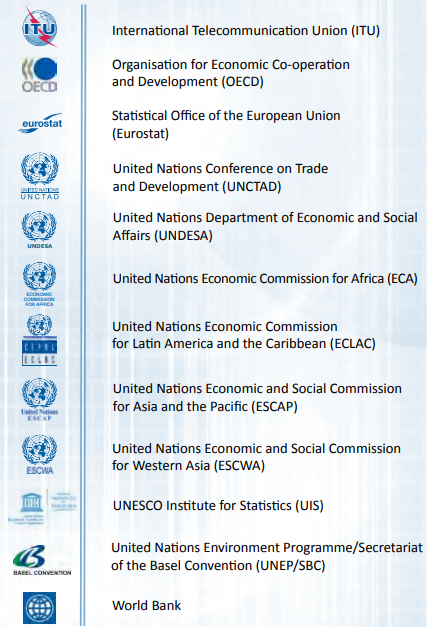 ITU
International Telecommunication Union (ITU)
OECD
Organisation for Economic Co-operation
and Development (OECD)
eurostat
Statistical Office of the European Union
(Eurostat)
UNITED NATIONS
UNCTAD
United Nations Conference on Trade
and Development (UNCTAD)
UNDESA
United Nations Department of Economic and Social
Affairs (UNDESA)
ECONOMIC
COMMISSION
FOR AFRICA
United Nations Economic Commission for Africa (ECA)
CEPAL
ECLAC
United Nations Economic Commission
for Latin America and the Caribbean (ECLAC)
United Nations
ESCAP
United Nations Economic and Social Commission
for Asia and the Pacific (ESCAP)
ESCWA
United Nations Economic and Social Commission
for Western Asia (ESCWA)
UNESCO Institute for Statistics (UIS)
BASEL CONVENTION
United Nations Environment Programme/Secretariat
of the Basel Convention (UNEP/SBC)
World Bank